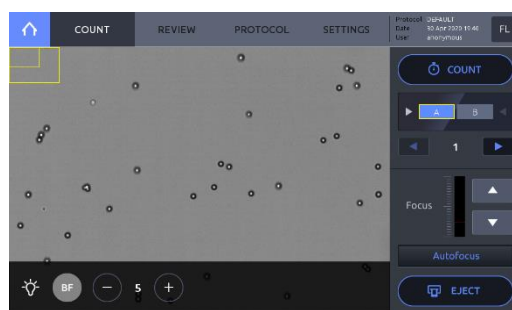 COUNT REVIEW PROTOCOL SETTINGS
Protocol DEFAULT
Date 30 Apr 2020 19:46
User anonymous
FL
COUNT
A B
1
Focus
Autofocus
BF − 5 +
EJECT